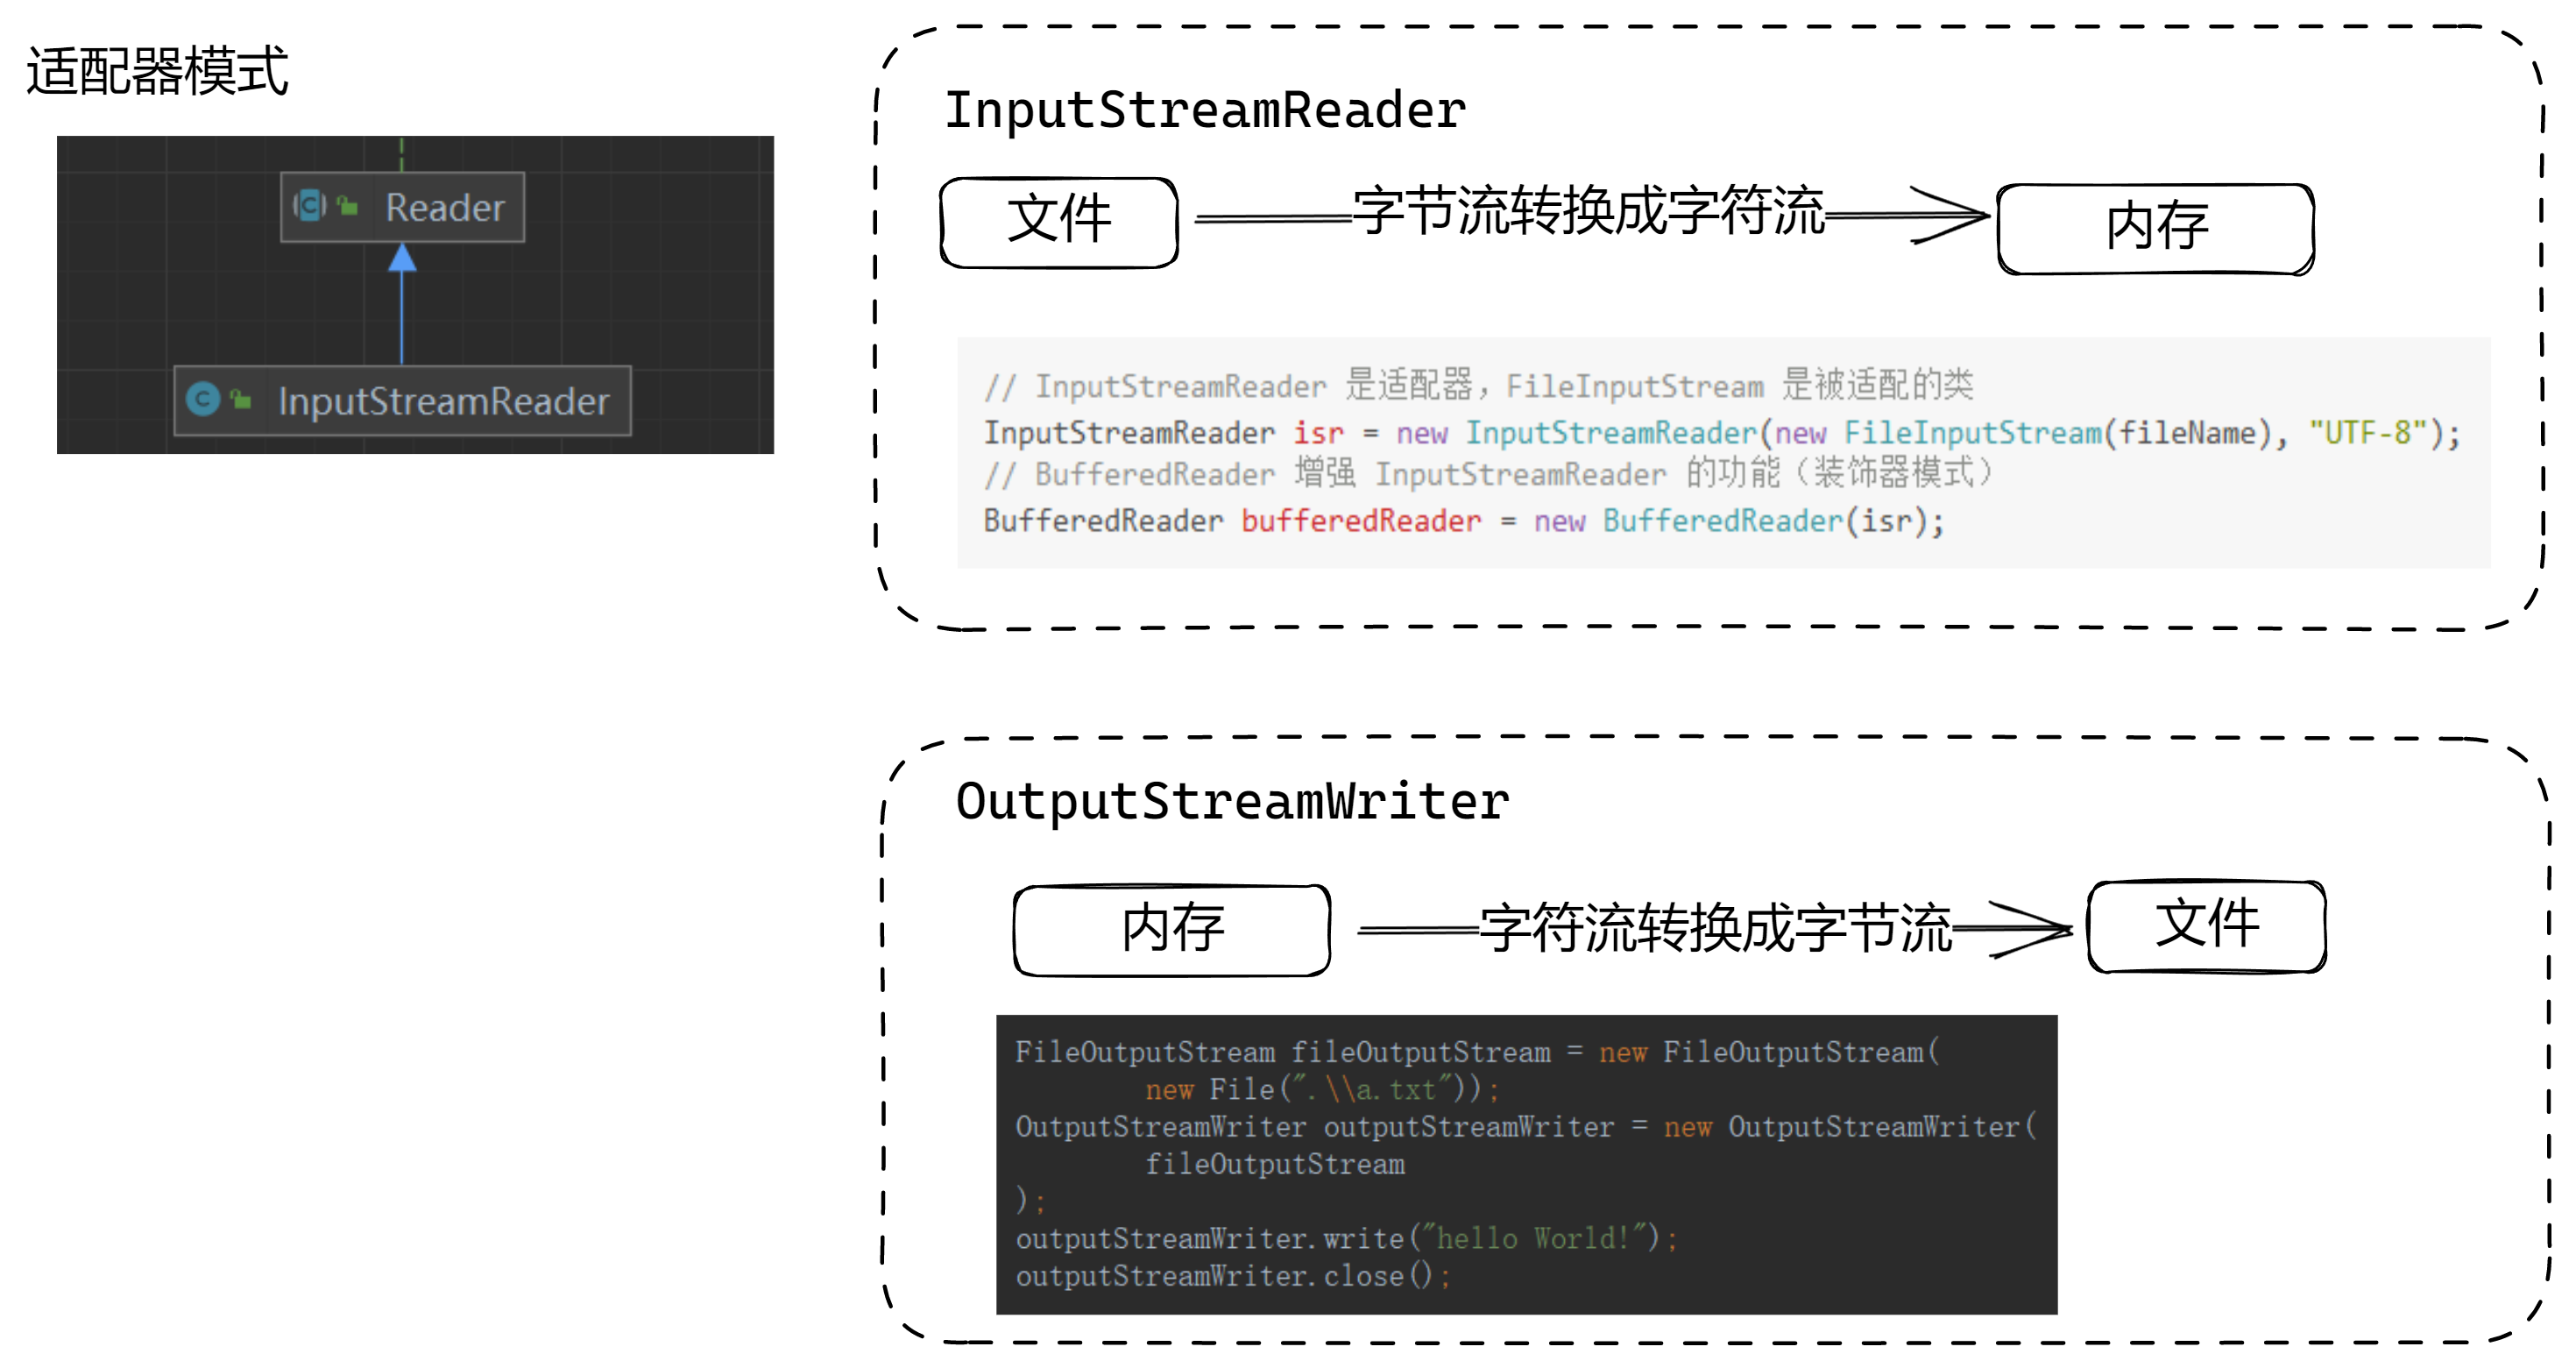 适配器模式
Reader
InputStreamReader
InputStreamReader
文件
字节流转换成字符流
内存
// InputStreamReader 是适配器，FileInputStream 是被适配的类
InputStreamReader isr = new InputStreamReader(new FileInputStream(fileName), "UTF-8");
// BufferedReader 增强 InputStreamReader 的功能（装饰器模式）
BufferedReader bufferedReader = new BufferedReader(isr);
OutputStreamWriter
内存
字符流转换成字节流
文件
FileOutputStream fileOutputStream = new FileOutputStream(
new File(".\\a.txt"));
OutputStreamWriter outputStreamWriter = new OutputStreamWriter(
fileOutputStream
);
outputStreamWriter.write("hello World!");
outputStreamWriter.close();